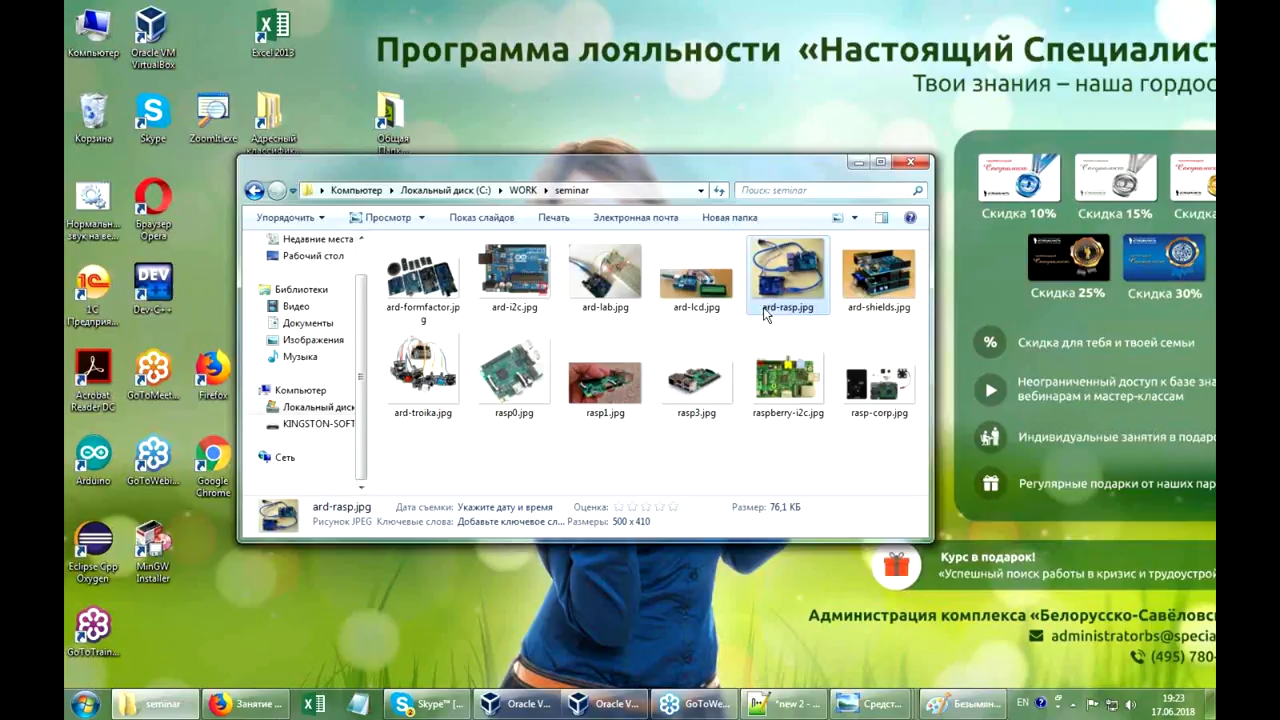 Компьютер
Oracle VM
VirtualBox
Excel 2013
Корзина
Skype
ZoomIt.exe
Адресный
классифик...
Общая
Папк...
Нормальн...
звук на ве...
Браузер
Opera
1С
Предприя...
Dev-C++
Acrobat
Reader DC
GoToMeet...
Firefox
Arduino
GoToWebi...
Google
Chrome
Eclipse Cpp
Oxygen
MinGW
Installer
GoToTrain...
Программа лояльности «Настоящий Специалист
Твои знания – наша гордос
Скидка 10%
Скидка 15%
Скидка
Скидка 25%
Скидка 30%
%
Скидка для тебя и твоей семьи
Неограниченный доступ к базе зна
вебинарам и мастер-классам
Индивидуальные занятия в подаро
Регулярные подарки от наших пар
Курс в подарок!
«Успешный поиск работы в кризис и трудоустрой
Администрация комплекса «Белорусско-Савёловс
administratorbs@specia
(495) 780-
Компьютер
Локальный диск (C:)
WORK
seminar
Поиск: seminar
Упорядочить
Просмотр
Показ слайдов
Печать
Электронная почта
Новая папка
Недавние места
Рабочий стол
Библиотеки
Видео
Документы
Изображения
Музыка
Компьютер
Локальный диск
KINGSTON-SOFT
Сеть
ard-formfactor.jp
g
ard-i2c.jpg
ard-lab.jpg
ard-lcd.jpg
ard-rasp.jpg
ard-shields.jpg
ard-troika.jpg
rasp0.jpg
rasp1.jpg
rasp3.jpg
raspberry-i2c.jpg
rasp-corp.jpg
ard-rasp.jpg
Дата съемки: Укажите дату и время
Оценка:
Размер: 76,1 КБ
Рисунок JPEG
Ключевые слова: Добавьте ключевое сл...
Размеры: 500 x 410
seminar
Занятие ...
Skype™ [...
Oracle V...
Oracle V...
GoToWe...
*new 2 - ...
Средст...
Безымян...
EN
19:23
17.06.2018